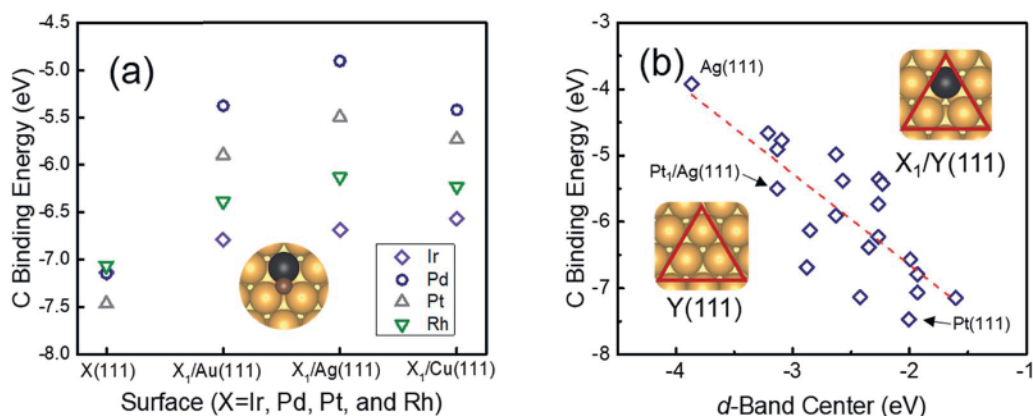 (a)
C Binding Energy (eV)
-4.5
-5.0
-5.5
-6.0
-6.5
-7.0
-7.5
-8.0
Ir
Pd
Pt
Rh
X(111) X₁/Au(111) X₁/Ag(111) X₁/Cu(111)
Surface (X=Ir, Pd, Pt, and Rh)
(b)
C Binding Energy (eV)
-3
-4
-5
-6
-7
-8
Ag(111)
X₁/Y(111)
Pt₁/Ag(111)
Y(111)
Pt(111)
-4 -3 -2 -1
d-Band Center (eV)